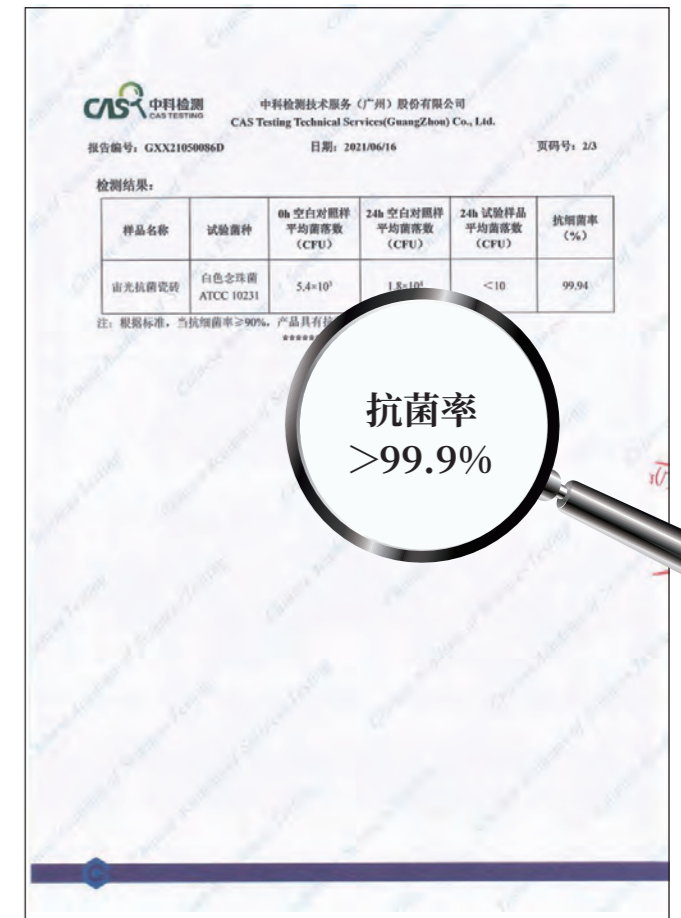 CAS 中科检测
CAS TESTING
中科检测技术服务（广州）股份有限公司
CAS Testing Technical Services(GuangZhou) Co., Ltd.
报告编号：GXX21050086D 日期：2021/06/16 页码号：2/3
检测结果：
样品名称 试验菌种 0h 空白对照样平均菌落数（CFU） 24h 空白对照样平均菌落数（CFU） 24h 试验样品平均菌落数（CFU） 抗细菌率（%）
宙光抗菌瓷砖 白色念珠菌 ATCC 10231 5.4×10³ 1.8×10⁴ ＜10 99.94
注：根据标准，当抗细菌率≥90%，产品具有抗
抗菌率
＞99.9%